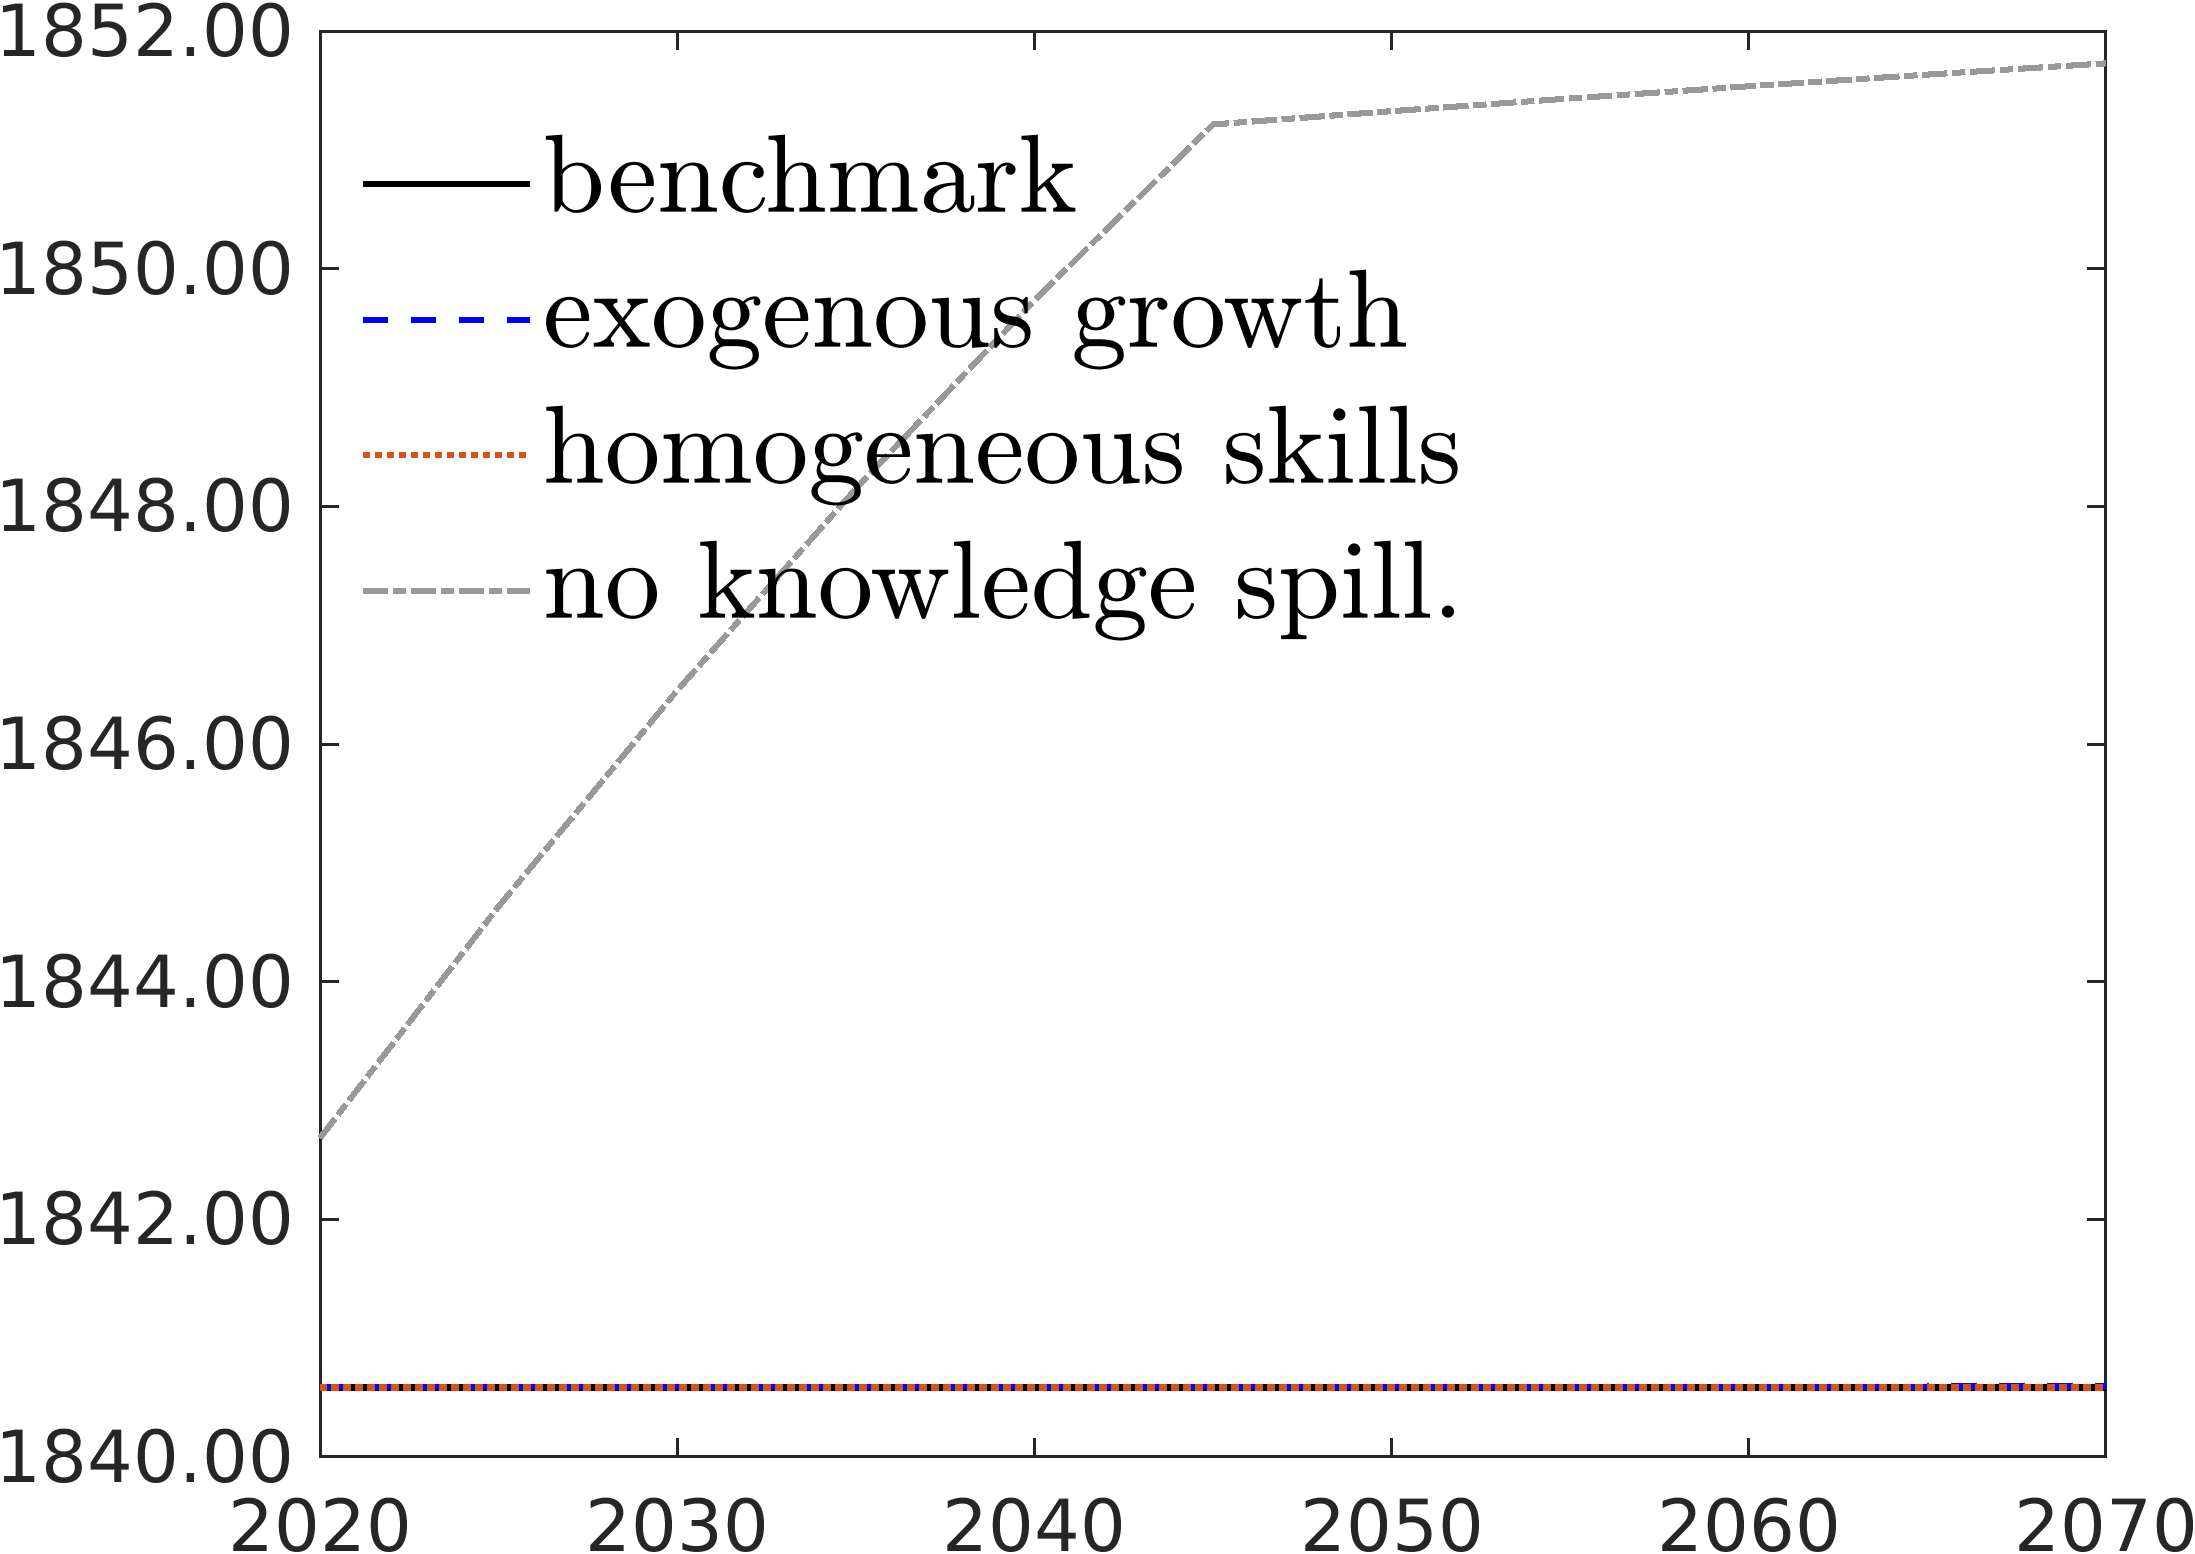 1852.00
benchmark
1850.00
exogenous growth
homogeneous skills
1848.00
no knowledge spill.
1846.00
1844.00
1842.00
1840.00
2020 2030 2040 2050 2060 2070